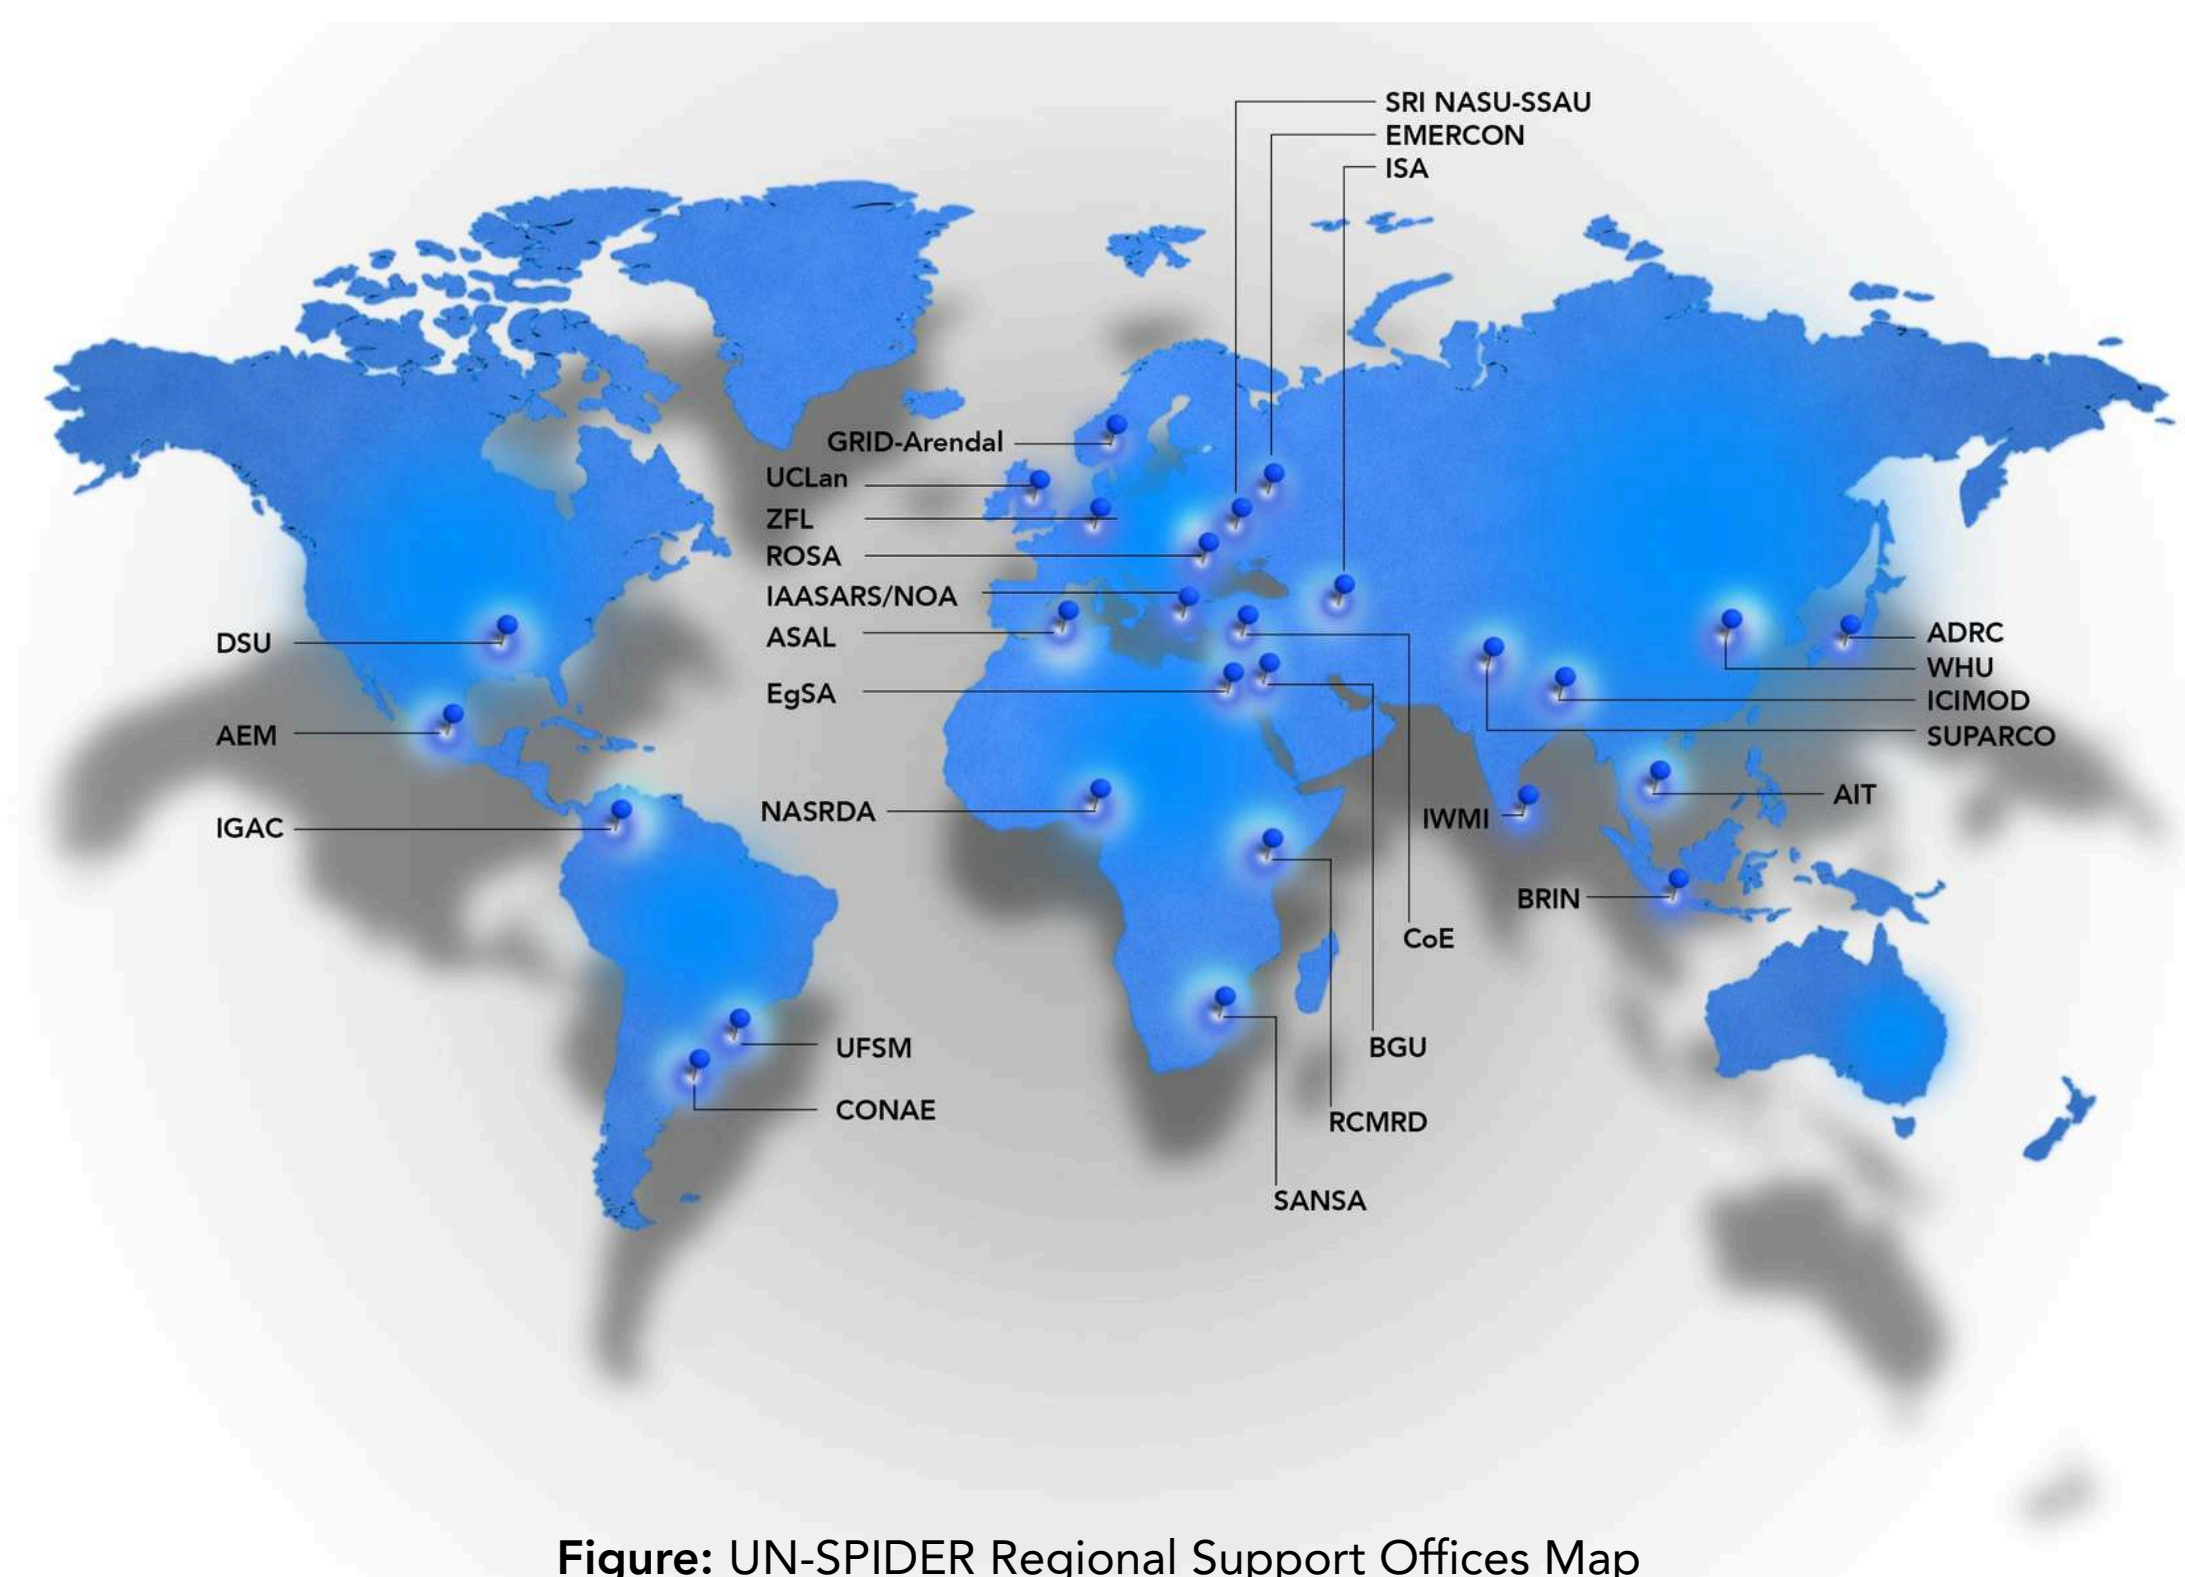 SRI NASU-SSAU
EMERCON
ISA
GRID-Arendal
UCLan
ZFL
ROSA
IAASARS/NOA
ASAL
EgSA
NASRDA
DSU
AEM
IGAC
UFSM
CONAE
ADRC
WHU
ICIMOD
SUPARCO
AIT
IWMI
BRIN
CoE
BGU
RCMRD
SANSA
Figure: UN-SPIDER Regional Support Offices Map